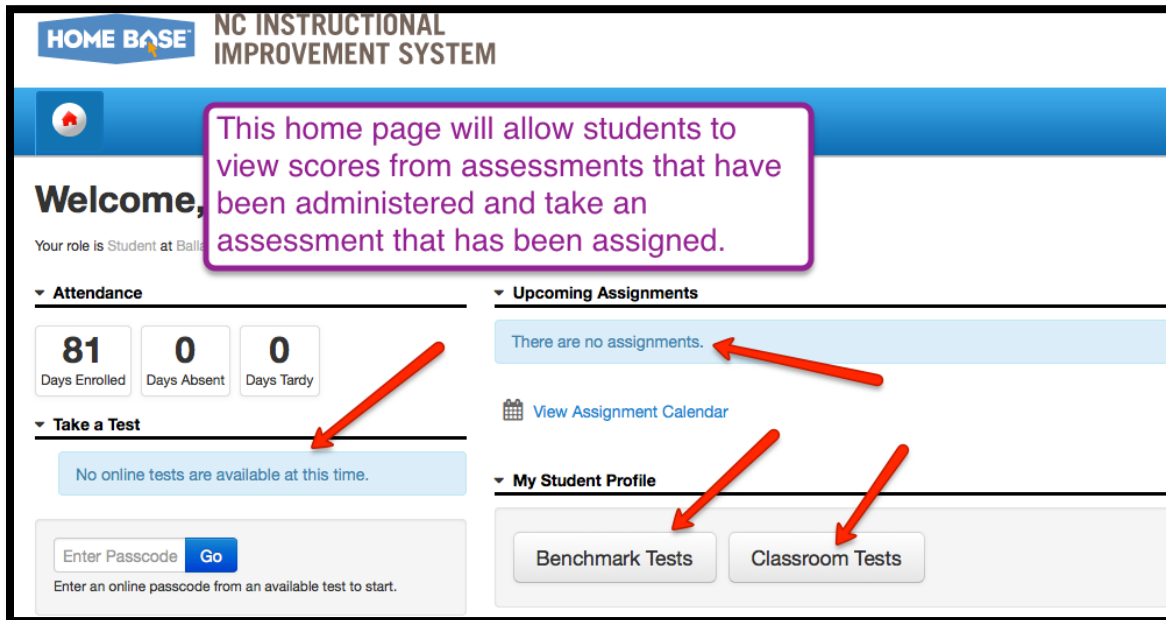 HOME BASE
NC INSTRUCTIONAL
IMPROVEMENT SYSTEM
This home page will allow students to
view scores from assessments that have
been administered and take an
assessment that has been assigned.
Welcome,
Your role is Student at
Attendance
81
Days Enrolled
0
Days Absent
0
Days Tardy
Take a Test
No online tests are available at this time.
Enter Passcode
Go
Enter an online passcode from an available test to start.
Upcoming Assignments
There are no assignments.
View Assignment Calendar
My Student Profile
Benchmark Tests
Classroom Tests